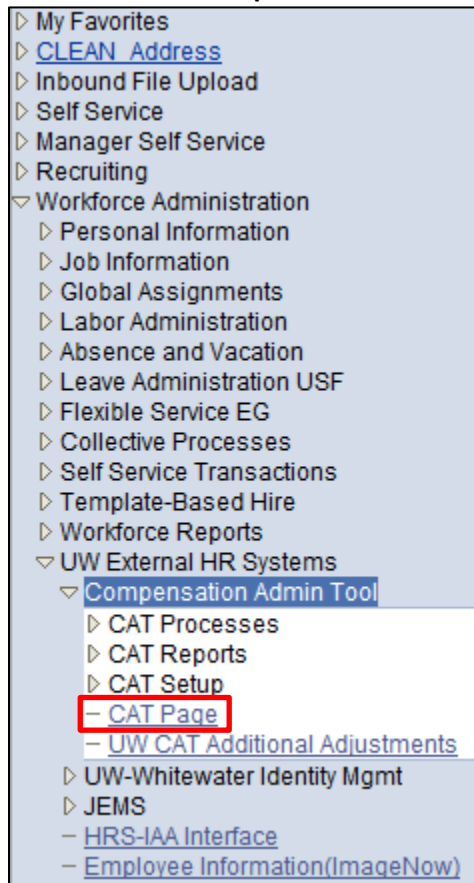 My Favorites
CLEAN_Address
Inbound File Upload
Self Service
Manager Self Service
Recruiting
Workforce Administration
Personal Information
Job Information
Global Assignments
Labor Administration
Absence and Vacation
Leave Administration USF
Flexible Service EG
Collective Processes
Self Service Transactions
Template-Based Hire
Workforce Reports
UW External HR Systems
Compensation Admin Tool
CAT Processes
CAT Reports
CAT Setup
CAT Page
UW CAT Additional Adjustments
UW-Whitewater Identity Mgmt
JEMS
HRS-IAA Interface
Employee Information(ImageNow)